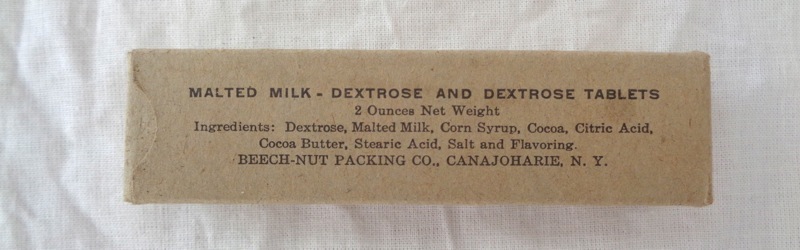 MALTED MILK - DEXTROSE AND DEXTROSE TABLETS
2 Ounces Net Weight
Ingredients: Dextrose, Malted Milk, Corn Syrup, Cocoa, Citric Acid,
Cocoa Butter, Stearic Acid, Salt and Flavoring.
BEECH-NUT PACKING CO., CANAJOHARIE, N. Y.